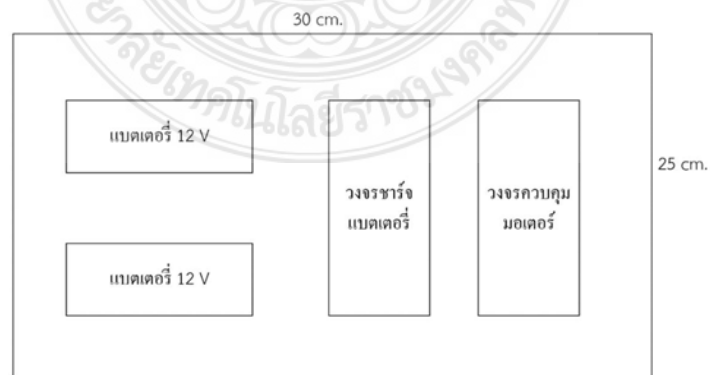 30 cm.
แบตเตอรี่ 12 V
แบตเตอรี่ 12 V
วงจรชาร์จ
แบตเตอรี่
วงจรควบคุม
มอเตอร์
25 cm.